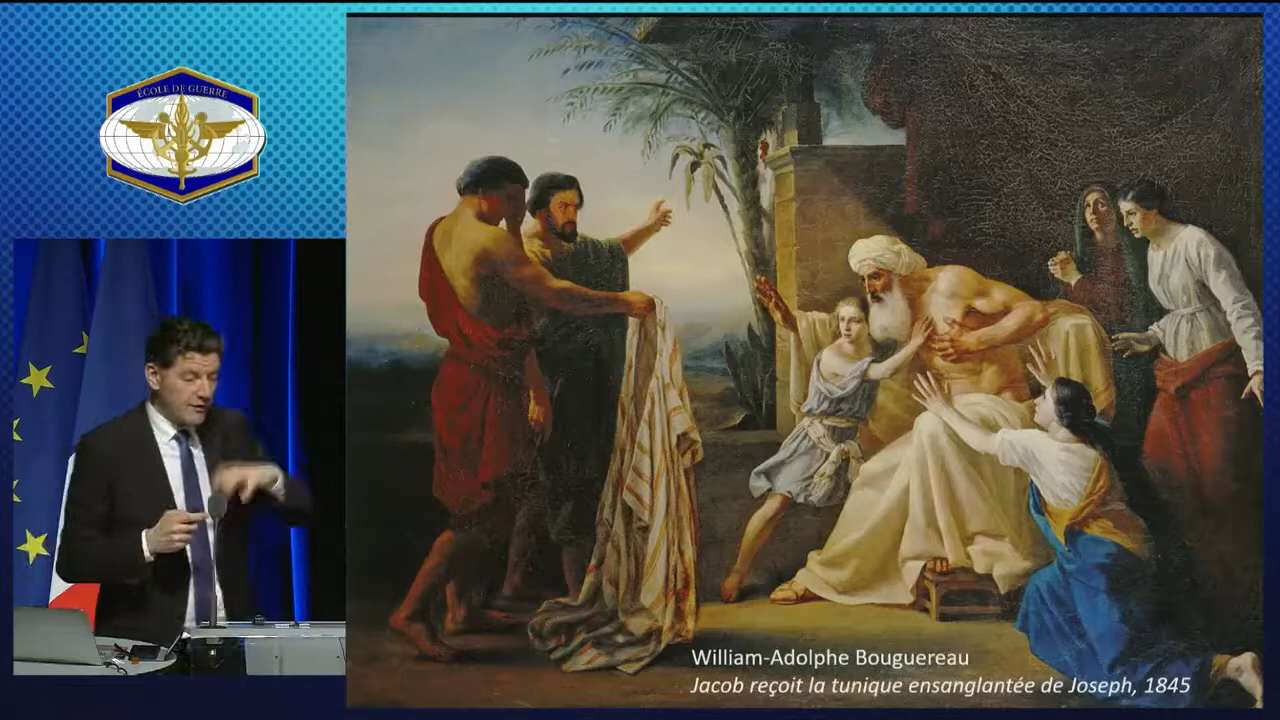 ÉCOLE DE GUERRE
William-Adolphe Bouguereau
Jacob reçoit la tunique ensanglantée de Joseph, 1845